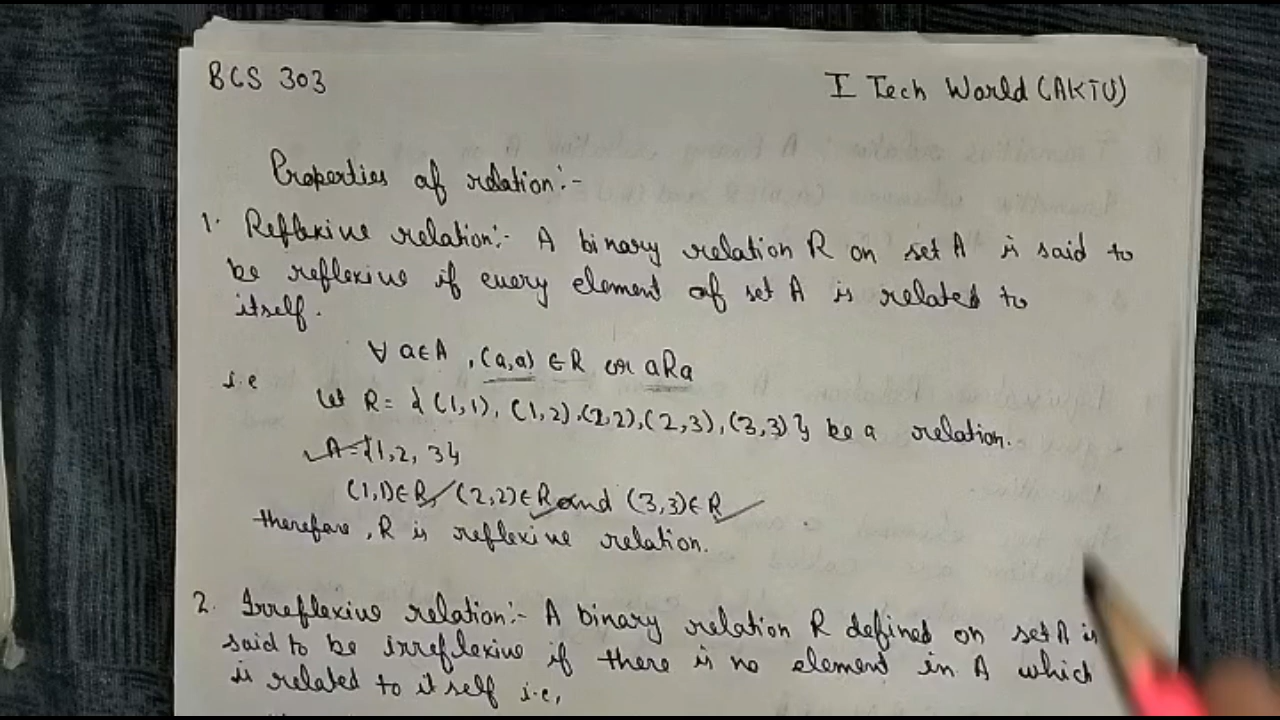 BCS 303
I Tech World (AKTU)
Properties of relation:-
1. Reflexive relation:- A binary relation R on set A is said to
be reflexive if every element of set A is related to
itself.
∀ a∈A , (a,a) ∈R or aRa
i.e
let R= { (1,1), (1,2), (2,2), (2,3), (3,3) } be a relation.
A={1,2, 3}
(1,1)∈R, (2,2)∈R and (3,3)∈R
therefore, R is reflexive relation.
2. Irreflexive relation:- A binary relation R defined on set A is
said to be irreflexive if there is no element in A which
is related to itself i.e,